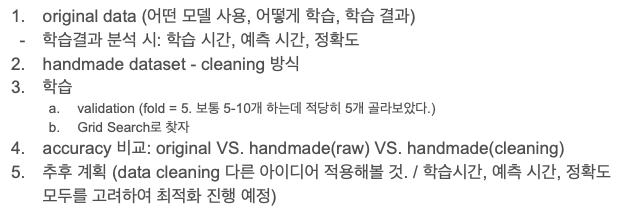 1. original data (어떤 모델 사용, 어떻게 학습, 학습 결과)
- 학습결과 분석 시: 학습 시간, 예측 시간, 정확도
2. handmade dataset - cleaning 방식
3. 학습
a. validation (fold = 5. 보통 5-10개 하는데 적당히 5개 골라보았다.)
b. Grid Search로 찾자
4. accuracy 비교: original VS. handmade(raw) VS. handmade(cleaning)
5. 추후 계획 (data cleaning 다른 아이디어 적용해볼 것. / 학습시간, 예측 시간, 정확도
모두를 고려하여 최적화 진행 예정)